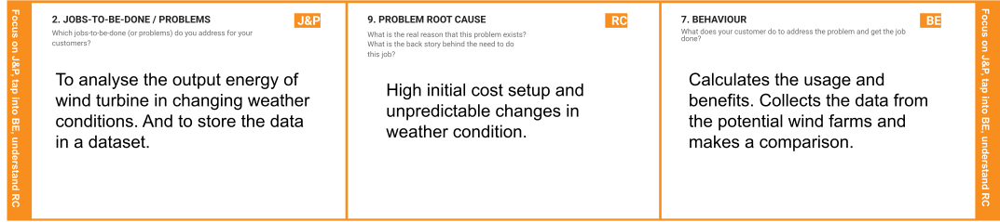 Focus on J&P, tap into BE, understand RC
2. JOBS-TO-BE-DONE / PROBLEMS
J&P
Which jobs-to-be-done (or problems) do you address for your
customers?
To analyse the output energy of
wind turbine in changing weather
conditions. And to store the data
in a dataset.
9. PROBLEM ROOT CAUSE
RC
What is the real reason that this problem exists?
What is the back story behind the need to do
this job?
High initial cost setup and
unpredictable changes in
weather condition.
7. BEHAVIOUR
BE
What does your customer do to address the problem and get the job
done?
Calculates the usage and
benefits. Collects the data from
the potential wind farms and
makes a comparison.
Focus on J&P, tap into BE, understand RC